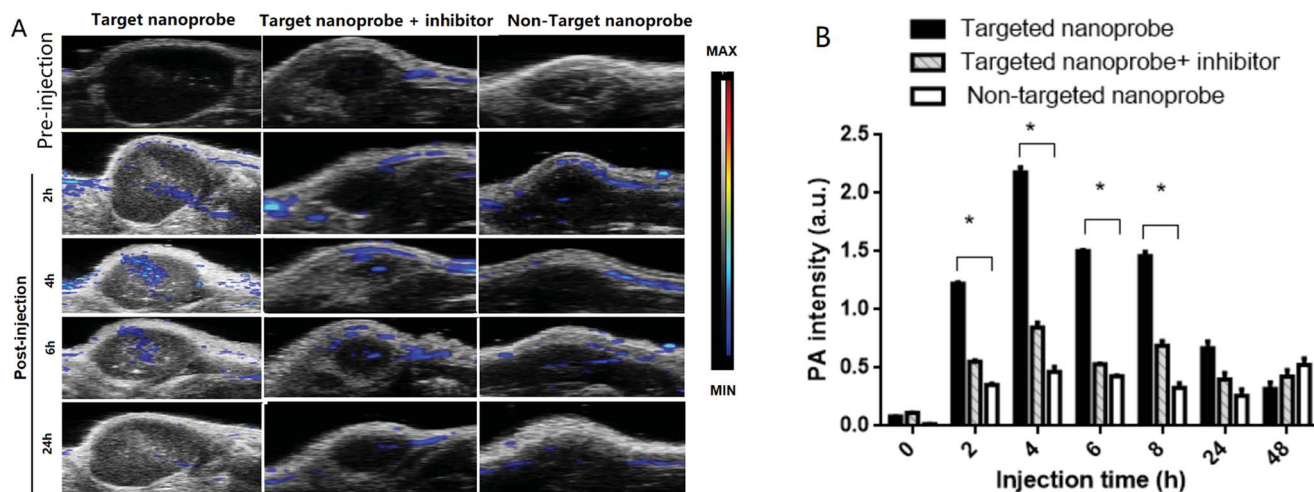 A
Target nanoprobe
Target nanoprobe + inhibitor
Non-Target nanoprobe
Pre-injection
Post-injection
2h
4h
6h
24h
MAX
MIN
B
Targeted nanoprobe
Targeted nanoprobe+ inhibitor
Non-targeted nanoprobe
PA intensity (a.u.)
2.5
2.0
1.5
1.0
0.5
0.0
*
*
*
*
0
2
4
6
8
24
48
Injection time (h)